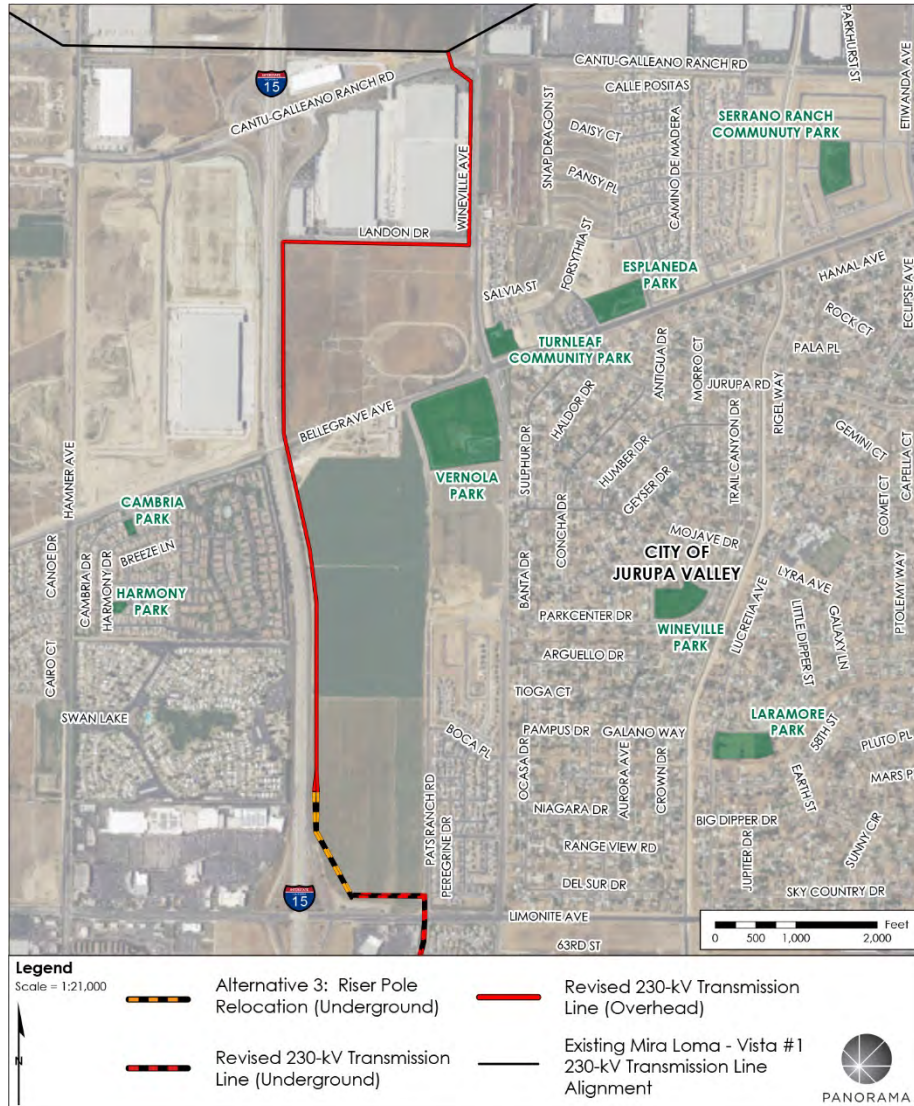 PARKHURST ST
ETIWANDA AVE
INTERSTATE
15
CANTU-GALLEANO RANCH RD
CANTU-GALLEANO RANCH RD
CALLE POSITAS
SERRANO RANCH
COMMUNUTY PARK
SNAPDRAGON ST
DAISY CT
CAMINO DE MADERA
PANSY PL
WINEVILLE AVE
LANDON DR
FORSYTHIA ST
ESPLANEDA
PARK
HAMAL AVE
ECLIPSE AVE
SALVIA ST
ROCK CT
TURNLEAF
COMMUNITY PARK
ANTIGUA DR
MORRO CT
PALA PL
JURUPA RD
RIGEL WAY
BELLEGRAVE AVE
HALDOR DR
TRAIL CANYON DR
GEMINI CT
CAPELLA CT
SULPHUR DR
HUMBER DR
GEYSER DR
COMET CT
HAMNER AVE
VERNOLA
PARK
CAMBRIA
PARK
CONCHA DR
MOJAVE DR
CITY OF
JURUPA VALLEY
CANOE DR
CAMBRIA DR
HARMONY DR
BREEZE LN
BANTA DR
LYRA AVE
PTOLEMY WAY
HARMONY
PARK
PARKCENTER DR
WINEVILLE
PARK
LUCRETIA AVE
LITTLE DIPPER ST
GALAXY LN
CAIRO CT
ARGUELLO DR
TIOGA CT
SWAN LAKE
BOCA PL
PAMPUS DR
GALANO WAY
LARAMORE
PARK
58TH ST
PLUTO PL
OCASA DR
AURORA AVE
CROWN DR
EARTH ST
MARS P
PATS RANCH RD
PEREGRINE DR
NIAGARA DR
BIG DIPPER DR
SUNNY CIR
RANGE VIEW RD
JUPITER DR
DEL SUR DR
SKY COUNTRY DR
15
LIMONITE AVE
63RD ST
Feet
0 500 1,000 2,000
Legend
Scale = 1:21,000
N
Alternative 3: Riser Pole
Relocation (Underground)
Revised 230-kV Transmission
Line (Underground)
Revised 230-kV Transmission
Line (Overhead)
Existing Mira Loma - Vista #1
230-kV Transmission Line
Alignment
PANORAMA